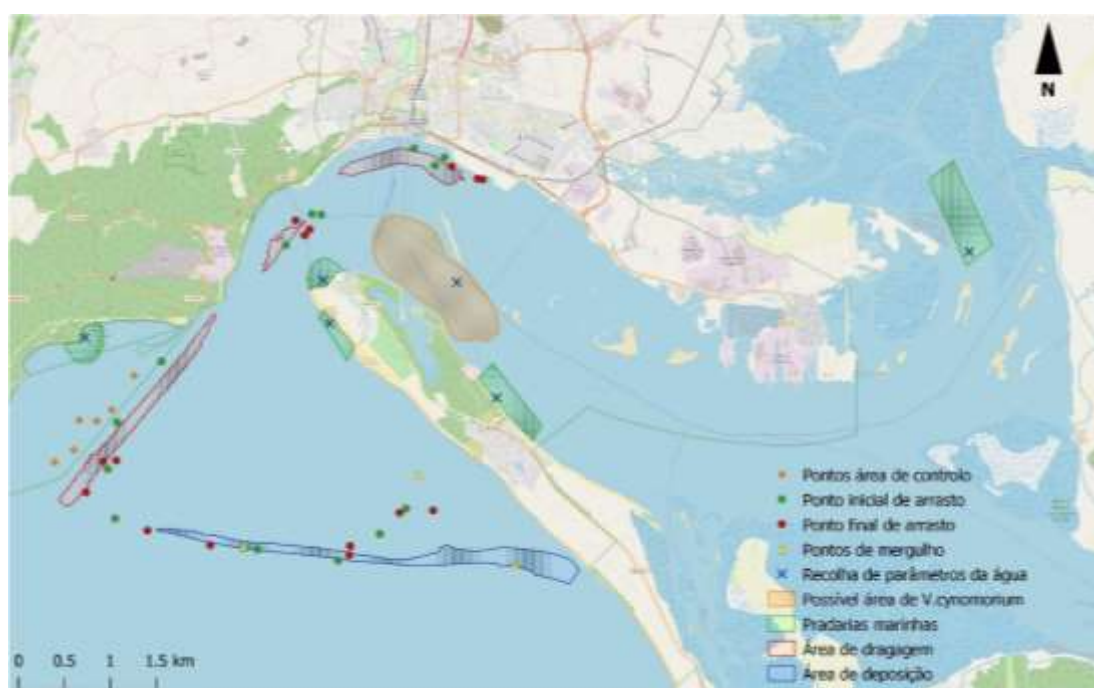 N
Pontos área de controlo
Ponto inicial de arrasto
Ponto final de arrasto
Pontos de mergulho
Recolha de parâmetros da água
Possível área de V.cynomorium
Pradarias marinhas
Área de dragagem
Área de deposição
0 0.5 1 1.5 km